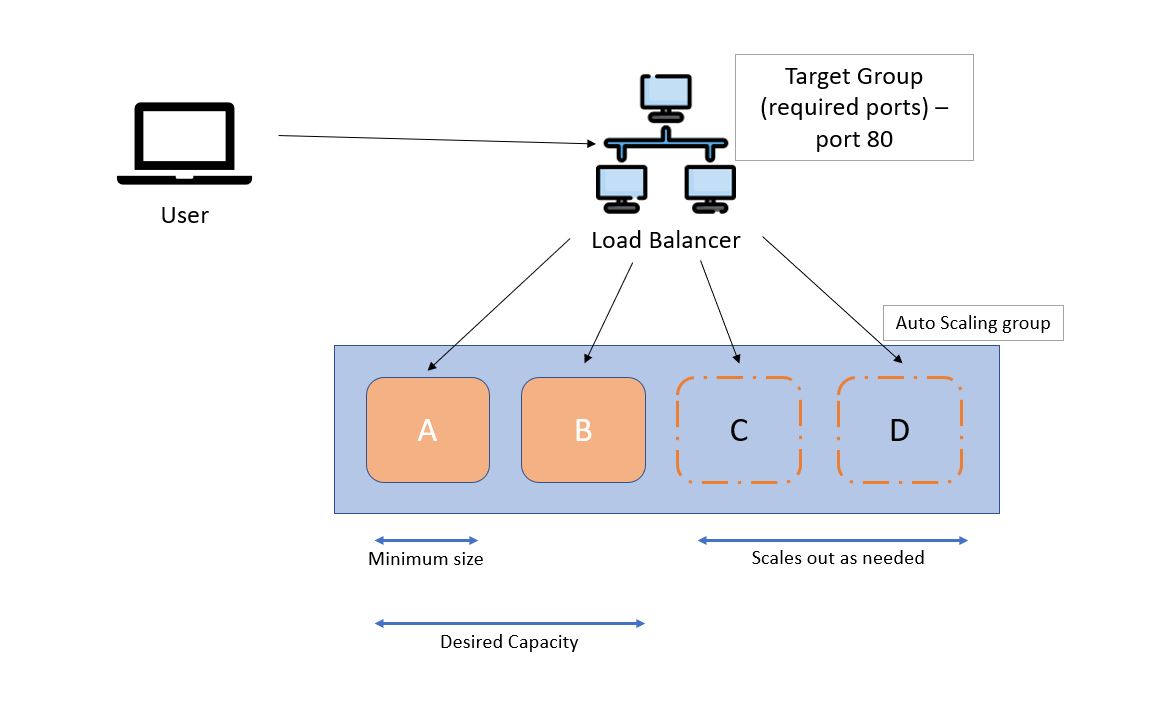 Target Group
(required ports) –
port 80
User
Load Balancer
Auto Scaling group
A
B
C
D
Minimum size
Scales out as needed
Desired Capacity